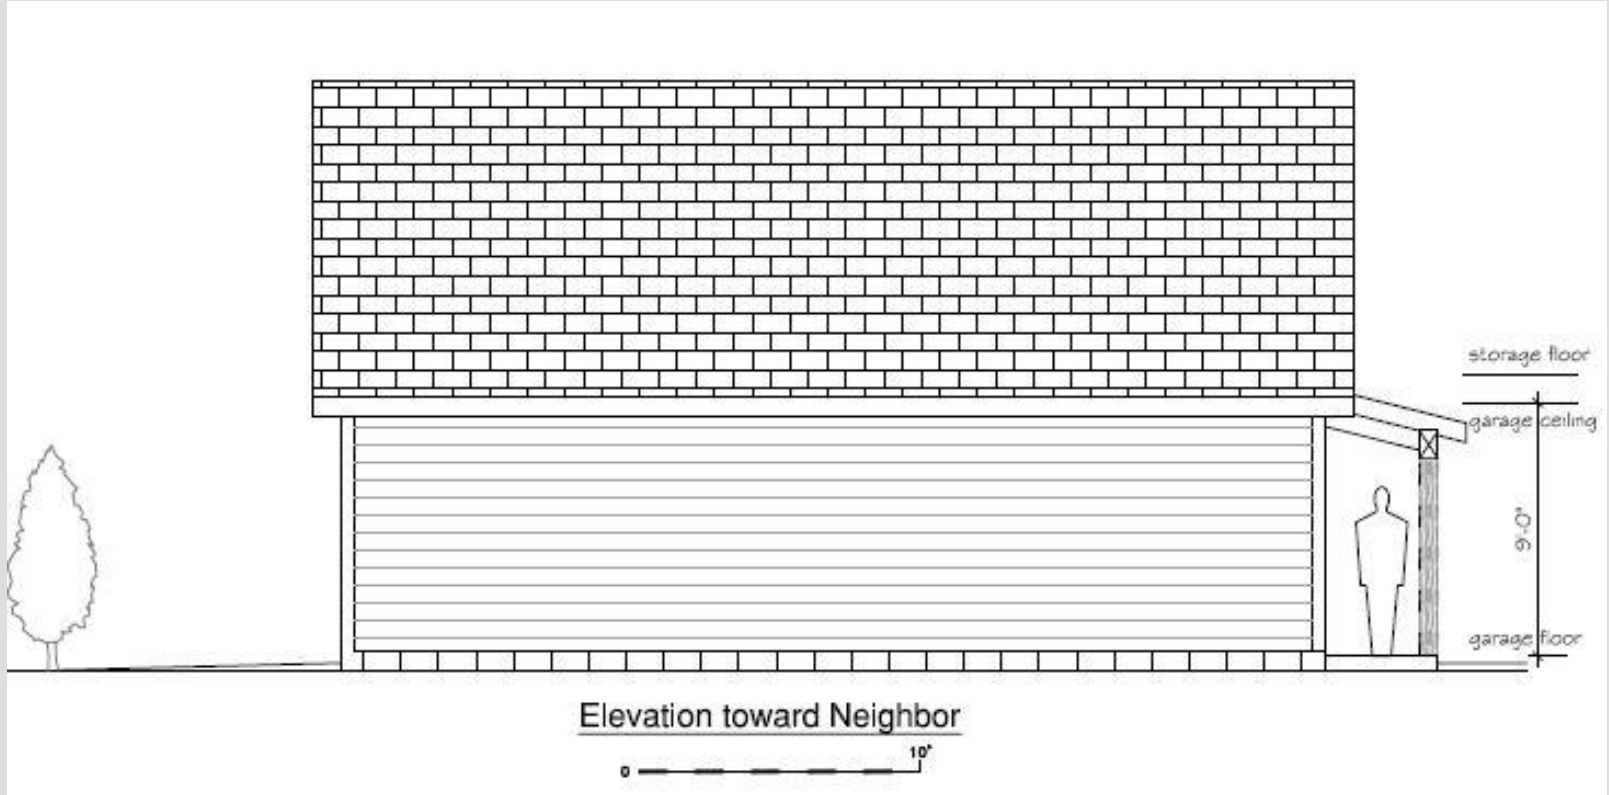 storage floor
garage ceiling
9'-0"
garage floor
Elevation toward Neighbor
0 10'